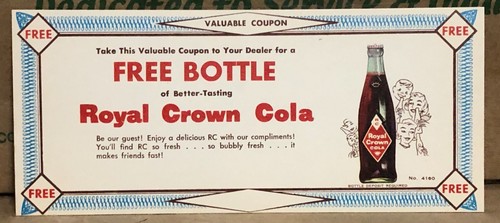 VALUABLE COUPON
FREE
FREE
Take This Valuable Coupon to Your Dealer for a
FREE BOTTLE
of Better-Tasting
Royal Crown Cola
Be our guest! Enjoy a delicious RC with our compliments!
You'll find RC so fresh . . . so bubbly fresh . . . it
makes friends fast!
Royal
Crown
COLA
No. 4160
BOTTLE DEPOSIT REQUIRED
FREE
FREE